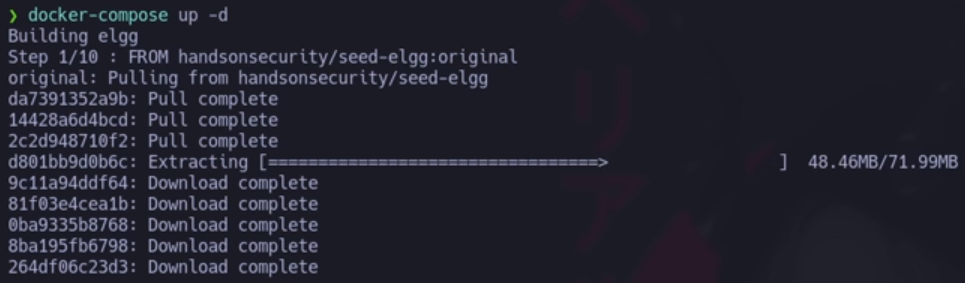 ❯ docker-compose up -d
Building elgg
Step 1/10 : FROM handsonsecurity/seed-elgg:original
original: Pulling from handsonsecurity/seed-elgg
da7391352a9b: Pull complete
14428a6d4bcd: Pull complete
2c2d948710f2: Pull complete
d801bb9d0b6c: Extracting [=================================>                 ]  48.46MB/71.99MB
9c11a94ddf64: Download complete
81f03e4cea1b: Download complete
0ba9335b8768: Download complete
8ba195fb6798: Download complete
264df06c23d3: Download complete